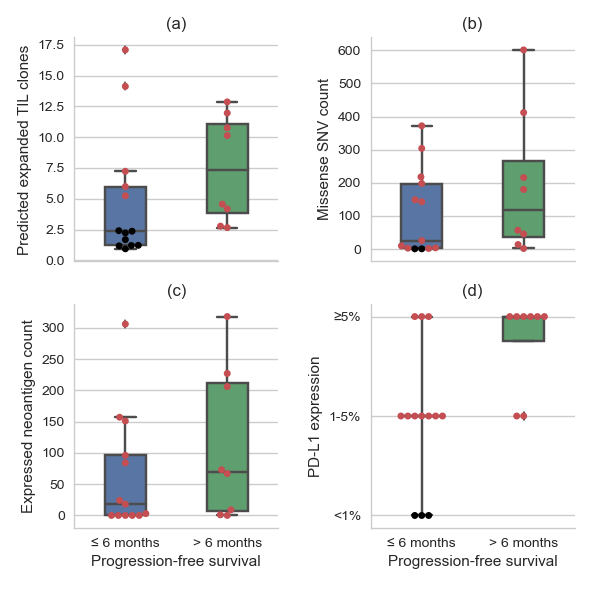 (a)
Predicted expanded TIL clones
17.5
15.0
12.5
10.0
7.5
5.0
2.5
0.0
(b)
Missense SNV count
600
500
400
300
200
100
0
(c)
Expressed neoantigen count
300
250
200
150
100
50
0
≤ 6 months > 6 months
Progression-free survival
(d)
PD-L1 expression
≥5%
1-5%
<1%
≤ 6 months > 6 months
Progression-free survival